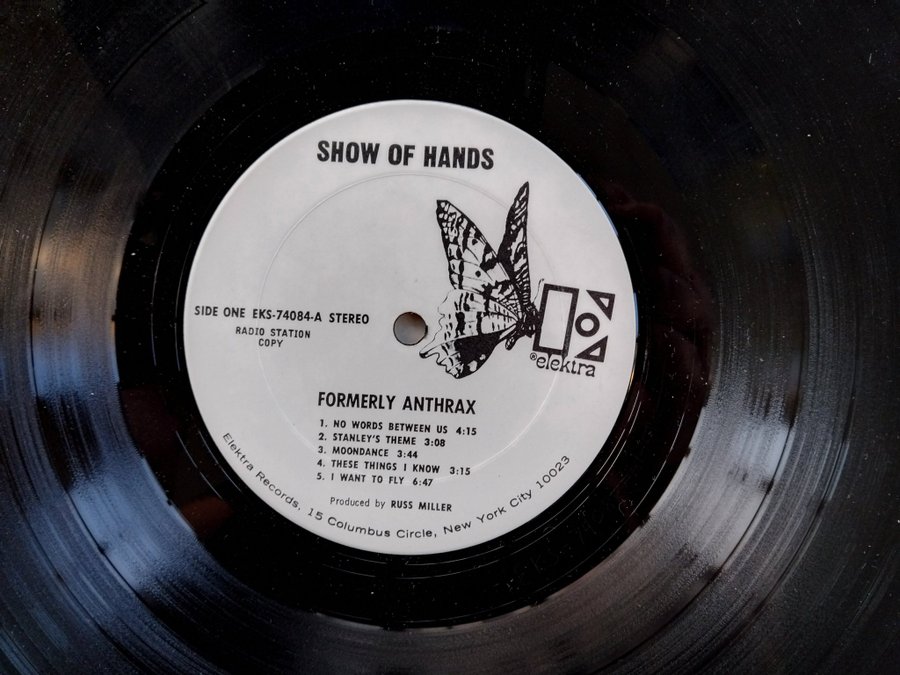 SHOW OF HANDS
SIDE ONE EKS-74084-A STEREO
RADIO STATION
COPY
®elektra
FORMERLY ANTHRAX
1. NO WORDS BETWEEN US 4:15
2. STANLEY'S THEME 3:08
3. MOONDANCE 3:44
4. THESE THINGS I KNOW 3:15
5. I WANT TO FLY 6:47
Produced by RUSS MILLER
Elektra Records, 15 Columbus Circle, New York City 10023